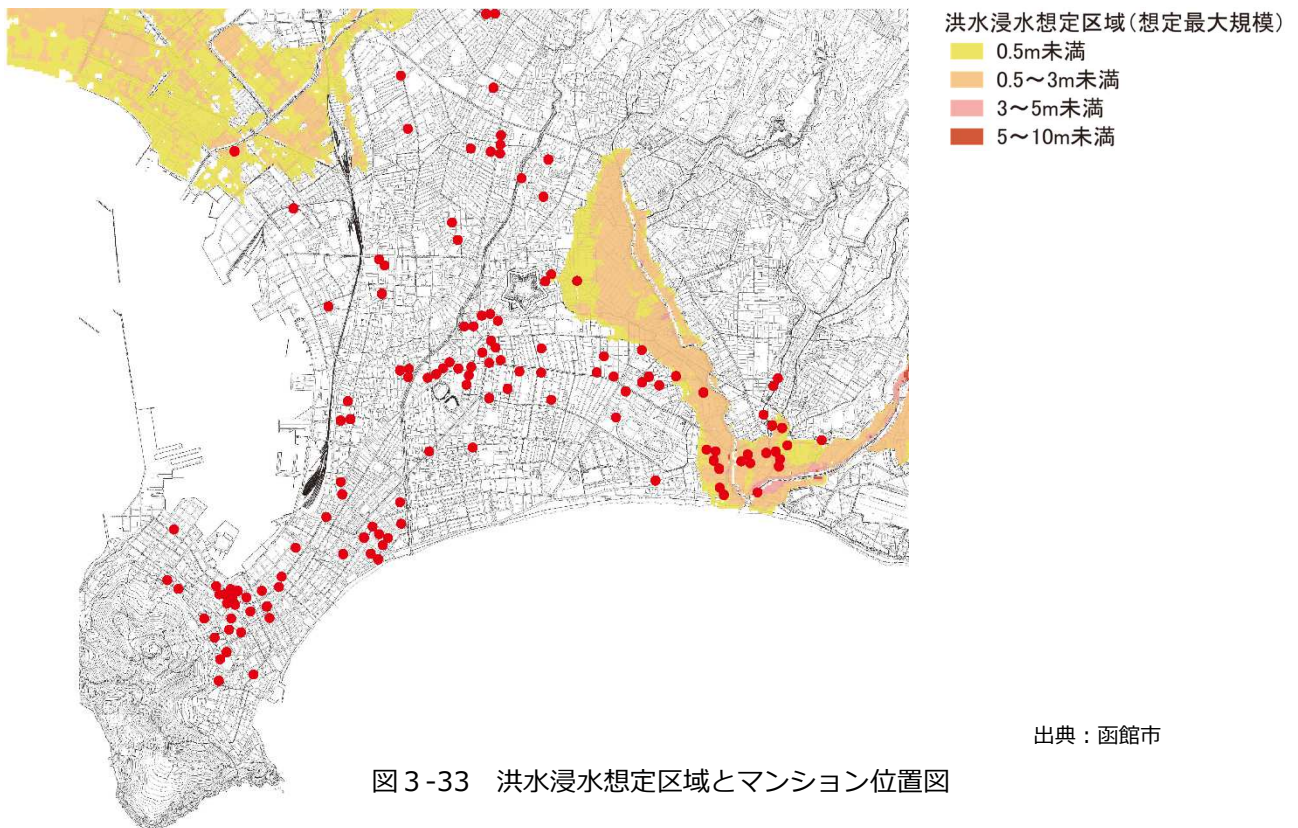 洪水浸水想定区域（想定最大規模）
0.5m未満
0.5～3m未満
3～5m未満
5～10m未満
出典：函館市
図３-33　洪水浸水想定区域とマンション位置図